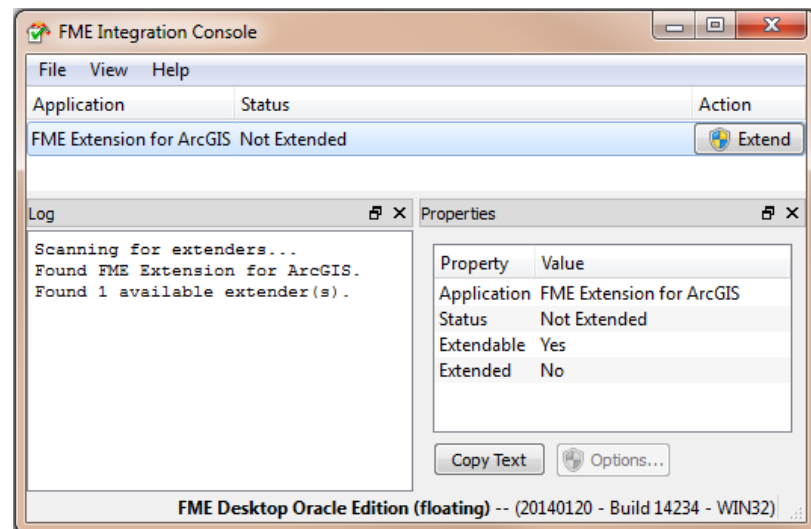 FME Integration Console
File View Help
Application Status Action
FME Extension for ArcGIS Not Extended Extend
Log
Scanning for extenders...
Found FME Extension for ArcGIS.
Found 1 available extender(s).
Properties
Property Value
Application FME Extension for ArcGIS
Status Not Extended
Extendable Yes
Extended No
Copy Text Options...
FME Desktop Oracle Edition (floating) -- (20140120 - Build 14234 - WIN32)